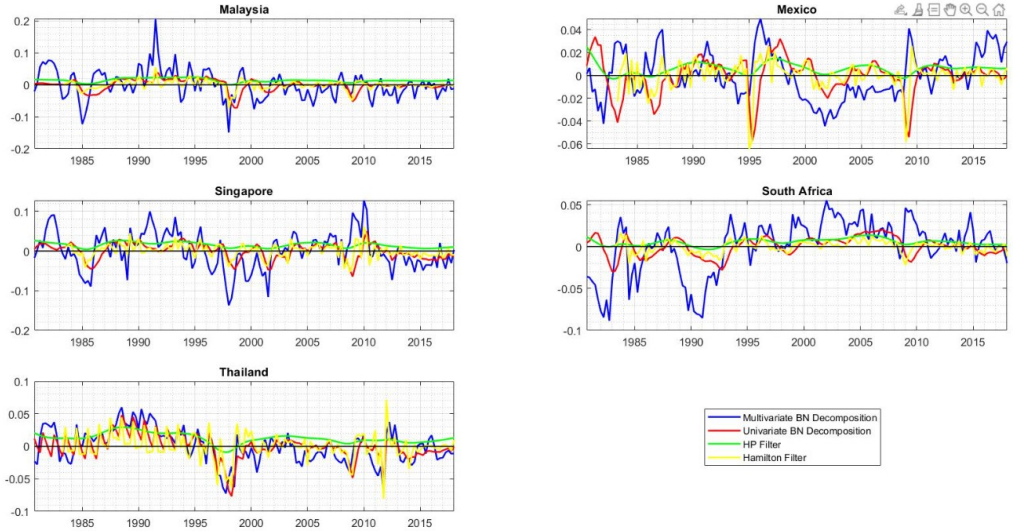 Malaysia
0.2
0.1
0
-0.1
-0.2
1985 1990 1995 2000 2005 2010 2015
Mexico
0.04
0.02
0
-0.02
-0.04
-0.06
1985 1990 1995 2000 2005 2010 2015
Singapore
0.1
0
-0.1
-0.2
1985 1990 1995 2000 2005 2010 2015
South Africa
0.05
0
-0.05
-0.1
1985 1990 1995 2000 2005 2010 2015
Thailand
0.1
0.05
0
-0.05
-0.1
1985 1990 1995 2000 2005 2010 2015
Multivariate BN Decomposition
Univariate BN Decomposition
HP Filter
Hamilton Filter